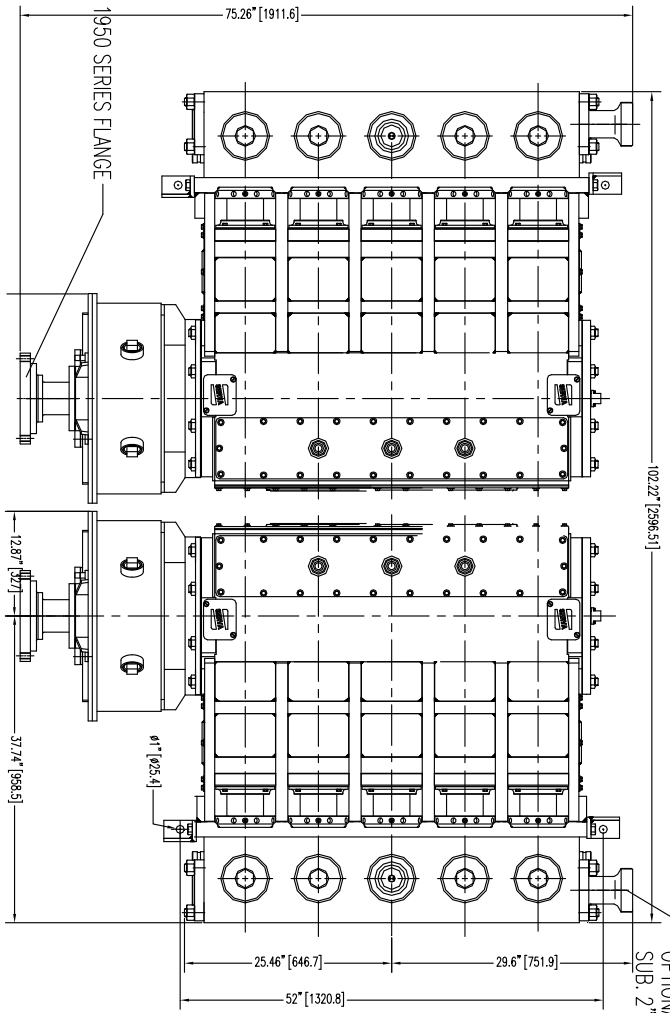 75.26" [1911.6]
1950 SERIES FLANGE
102.22" [2596.51]
12.87" [327]
37.74" [958.5]
ø1" [ø25.4]
25.46" [646.7]
29.6" [751.9]
52" [1320.8]
SUB. 2"